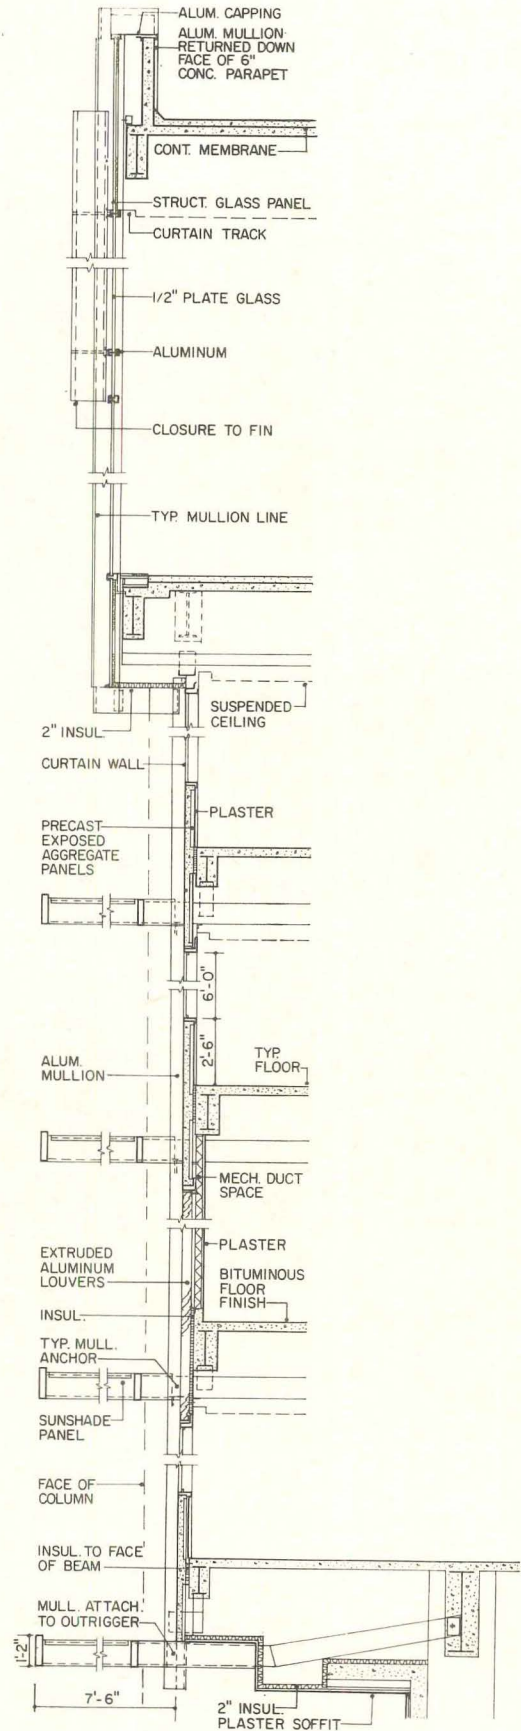 ALUM. CAPPING
ALUM. MULLION
RETURNED DOWN
FACE OF 6"
CONC. PARAPET
CONT. MEMBRANE
STRUCT. GLASS PANEL
CURTAIN TRACK
1/2" PLATE GLASS
ALUMINUM
CLOSURE TO FIN
TYP. MULLION LINE
SUSPENDED
CEILING
2" INSUL.
CURTAIN WALL
PLASTER
PRECAST
EXPOSED
AGGREGATE
PANELS
6'-0"
2'-6"
ALUM.
MULLION
TYP.
FLOOR
MECH. DUCT
SPACE
PLASTER
EXTRUDED
ALUMINUM
LOUVERS
BITUMINOUS
FLOOR
FINISH
INSUL.
TYP. MULL.
ANCHOR
SUNSHADE
PANEL
FACE OF
COLUMN
INSUL. TO FACE
OF BEAM
MULL. ATTACH.
TO OUTRIGGER
1'-2"
7'-6"
2" INSUL.
PLASTER SOFFIT